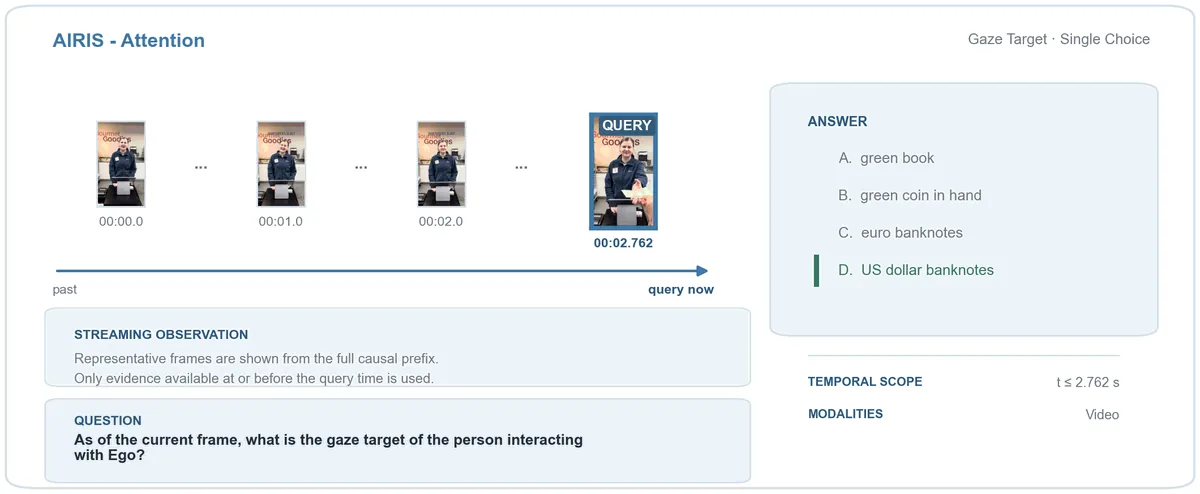 AIRIS - Attention
Gaze Target · Single Choice
QUERY
Goodies
Goodies
Goodies
00:00.0
...
00:01.0
...
00:02.0
...
00:02.762
past
query now
STREAMING OBSERVATION
Representative frames are shown from the full causal prefix.
Only evidence available at or before the query time is used.
QUESTION
As of the current frame, what is the gaze target of the person interacting
with Ego?
ANSWER
A. green book
B. green coin in hand
C. euro banknotes
D. US dollar banknotes
TEMPORAL SCOPE
t ≤ 2.762 s
MODALITIES
Video